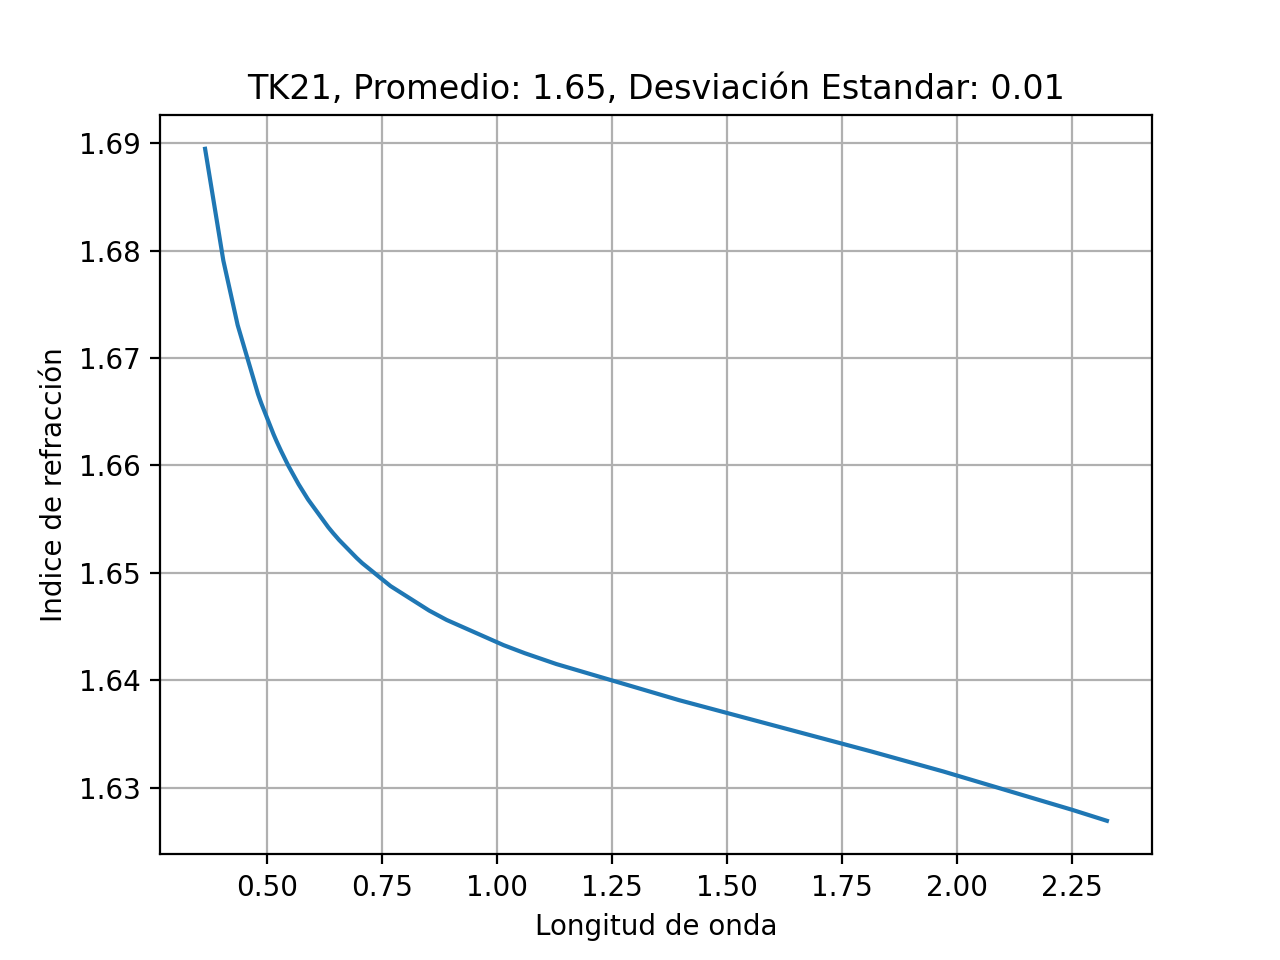 TK21, Promedio: 1.65, Desviación Estandar: 0.01
1.69
1.68
1.67
1.66
1.65
1.64
1.63
Indice de refracción
0.50 0.75 1.00 1.25 1.50 1.75 2.00 2.25
Longitud de onda